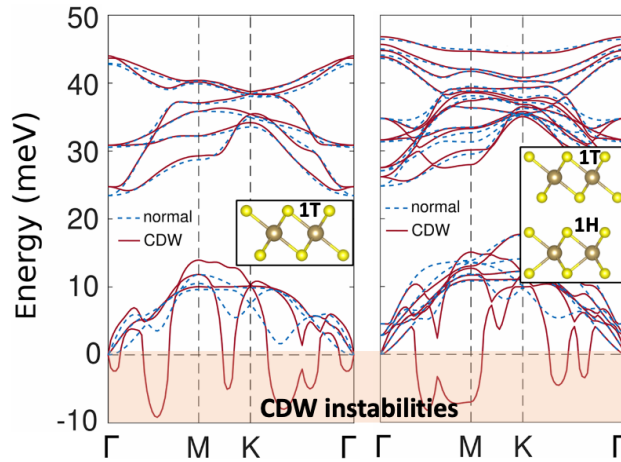 Energy (meV)
50
40
30
20
10
0
-10
normal
CDW
1T
normal
CDW
1T
1H
CDW instabilities
Γ M K Γ
Γ M K Γ